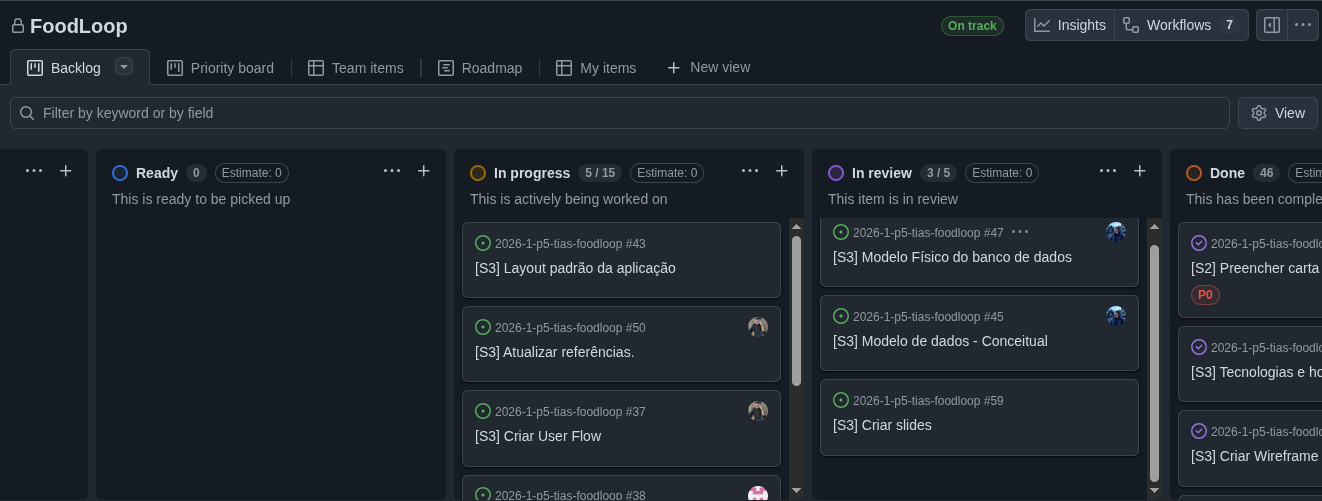 FoodLoop
On track
Insights
Workflows 7
Backlog
Priority board
Team items
Roadmap
My items
New view
Filter by keyword or by field
View
Ready 0 Estimate: 0
This is ready to be picked up
In progress 5 / 15 Estimate: 0
This is actively being worked on
2026-1-p5-tias-foodloop #43
[S3] Layout padrão da aplicação
2026-1-p5-tias-foodloop #50
[S3] Atualizar referências.
2026-1-p5-tias-foodloop #37
[S3] Criar User Flow
2026-1-p5-tias-foodloop #38
In review 3 / 5 Estimate: 0
This item is in review
2026-1-p5-tias-foodloop #47
[S3] Modelo Físico do banco de dados
2026-1-p5-tias-foodloop #45
[S3] Modelo de dados - Conceitual
2026-1-p5-tias-foodloop #59
[S3] Criar slides
Done 46 Estim
This has been comple
2026-1-p5-tias-foodlo
[S2] Preencher carta
P0
2026-1-p5-tias-foodlo
[S3] Tecnologias e ho
2026-1-p5-tias-foodlo
[S3] Criar Wireframe